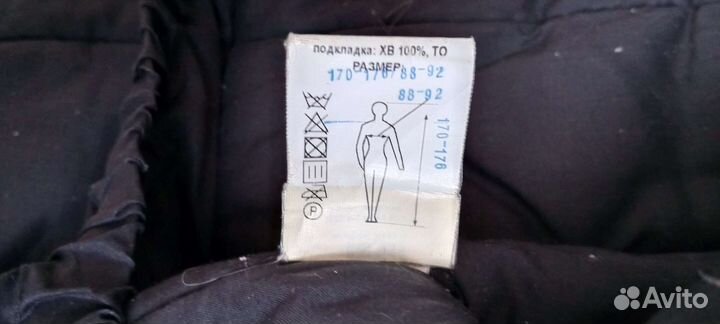 подкладка: ХВ 100%, ТО
РАЗМЕР:
170-176/88-92
88-92
170-176
P
Avito